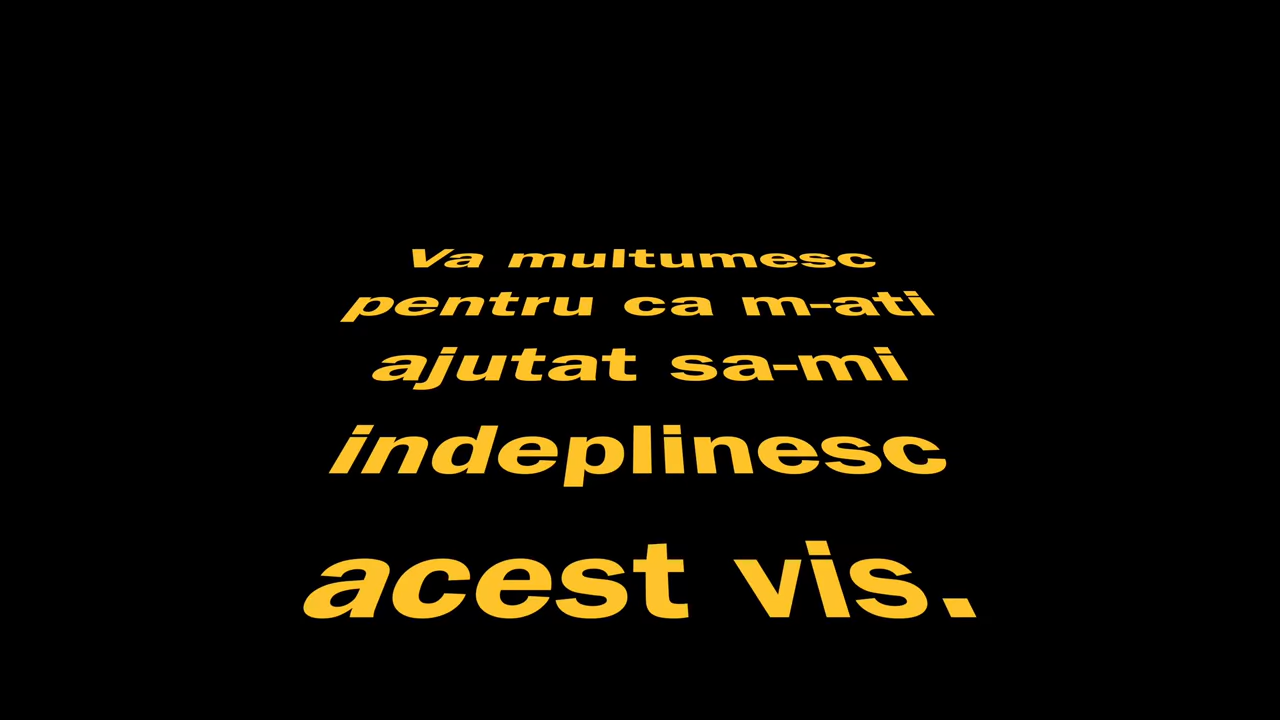 Va multumesc
pentru ca m-ati
ajutat sa-mi
indeplinesc
acest vis.